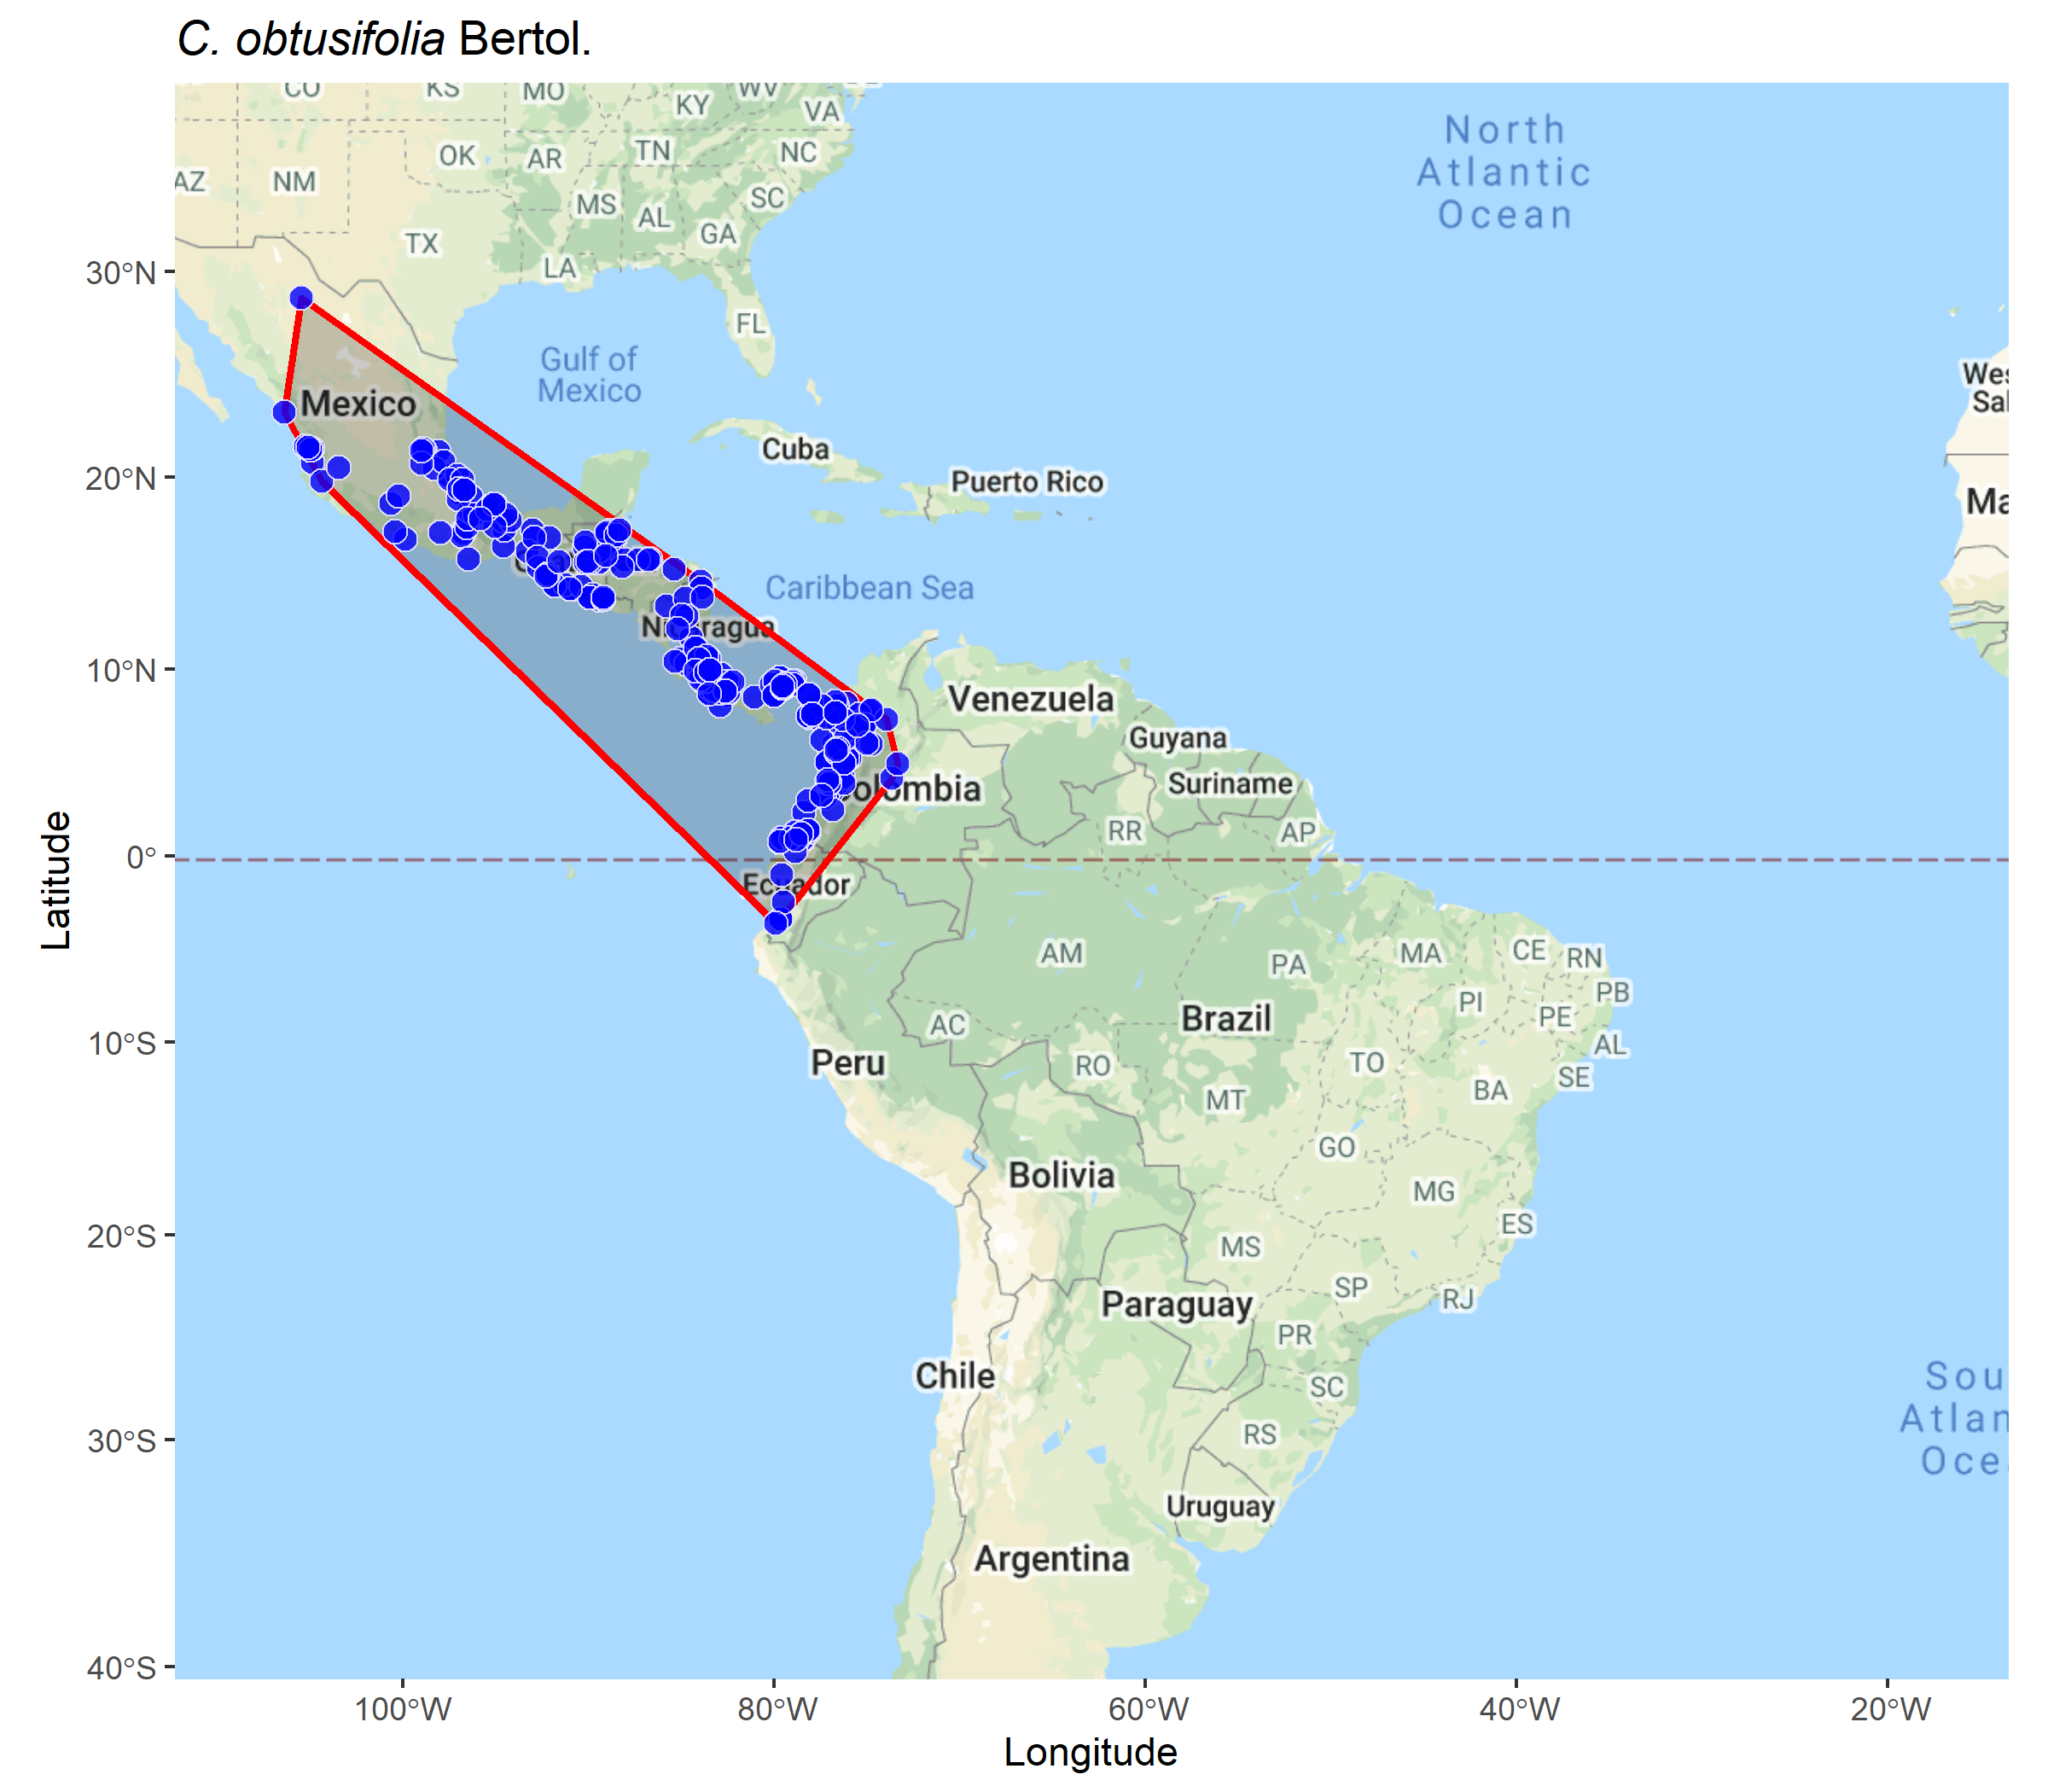 C. obtusifolia Bertol.
CO KS MO WV
KY VA
OK AR TN NC
AZ NM
MS AL SC
GA
TX
LA
FL
North
Atlantic
Ocean
Gulf of
Mexico
Mexico
Cuba
Puerto Rico
Caribbean Sea
Nicaragua
Venezuela
Guyana
Suriname
Colombia
RR AP
Ecuador
AM PA MA CE RN
PI PB
PE
AC Brazil
AL
Peru RO TO SE
MT BA
GO
Bolivia
MG
ES
MS
SP
Paraguay RJ
PR
Chile
SC
RS
Uruguay
Argentina
Wes
Sal
Ma
Sou
Atlan
Oce
30°N
20°N
10°N
0°
10°S
20°S
30°S
40°S
Latitude
100°W 80°W 60°W 40°W 20°W
Longitude